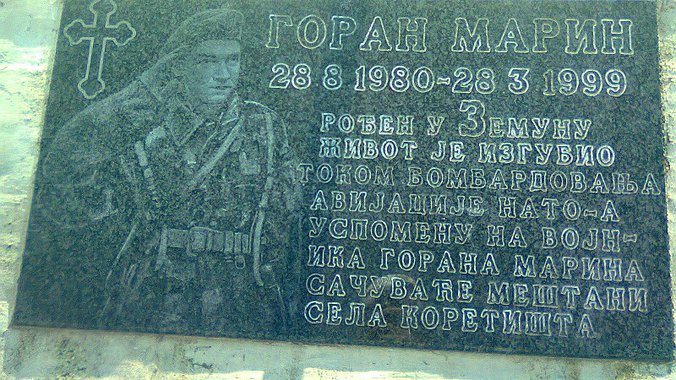 ГОРАН МАРИН
28 8 1980-28 3 1999
РОЂЕН У ЗЕМУНУ
ЖИВОТ ЈЕ ИЗГУБИО
ТОКОМ БОМБАРДОВАЊА
АВИЈАЦИЈЕ НАТО-А
УСПОМЕНУ НА ВОЈН-
ИКА ГОРАНА МАРИНА
САЧУВАЋЕ МЕШТАНИ
СЕЛА КОРЕТИШТА